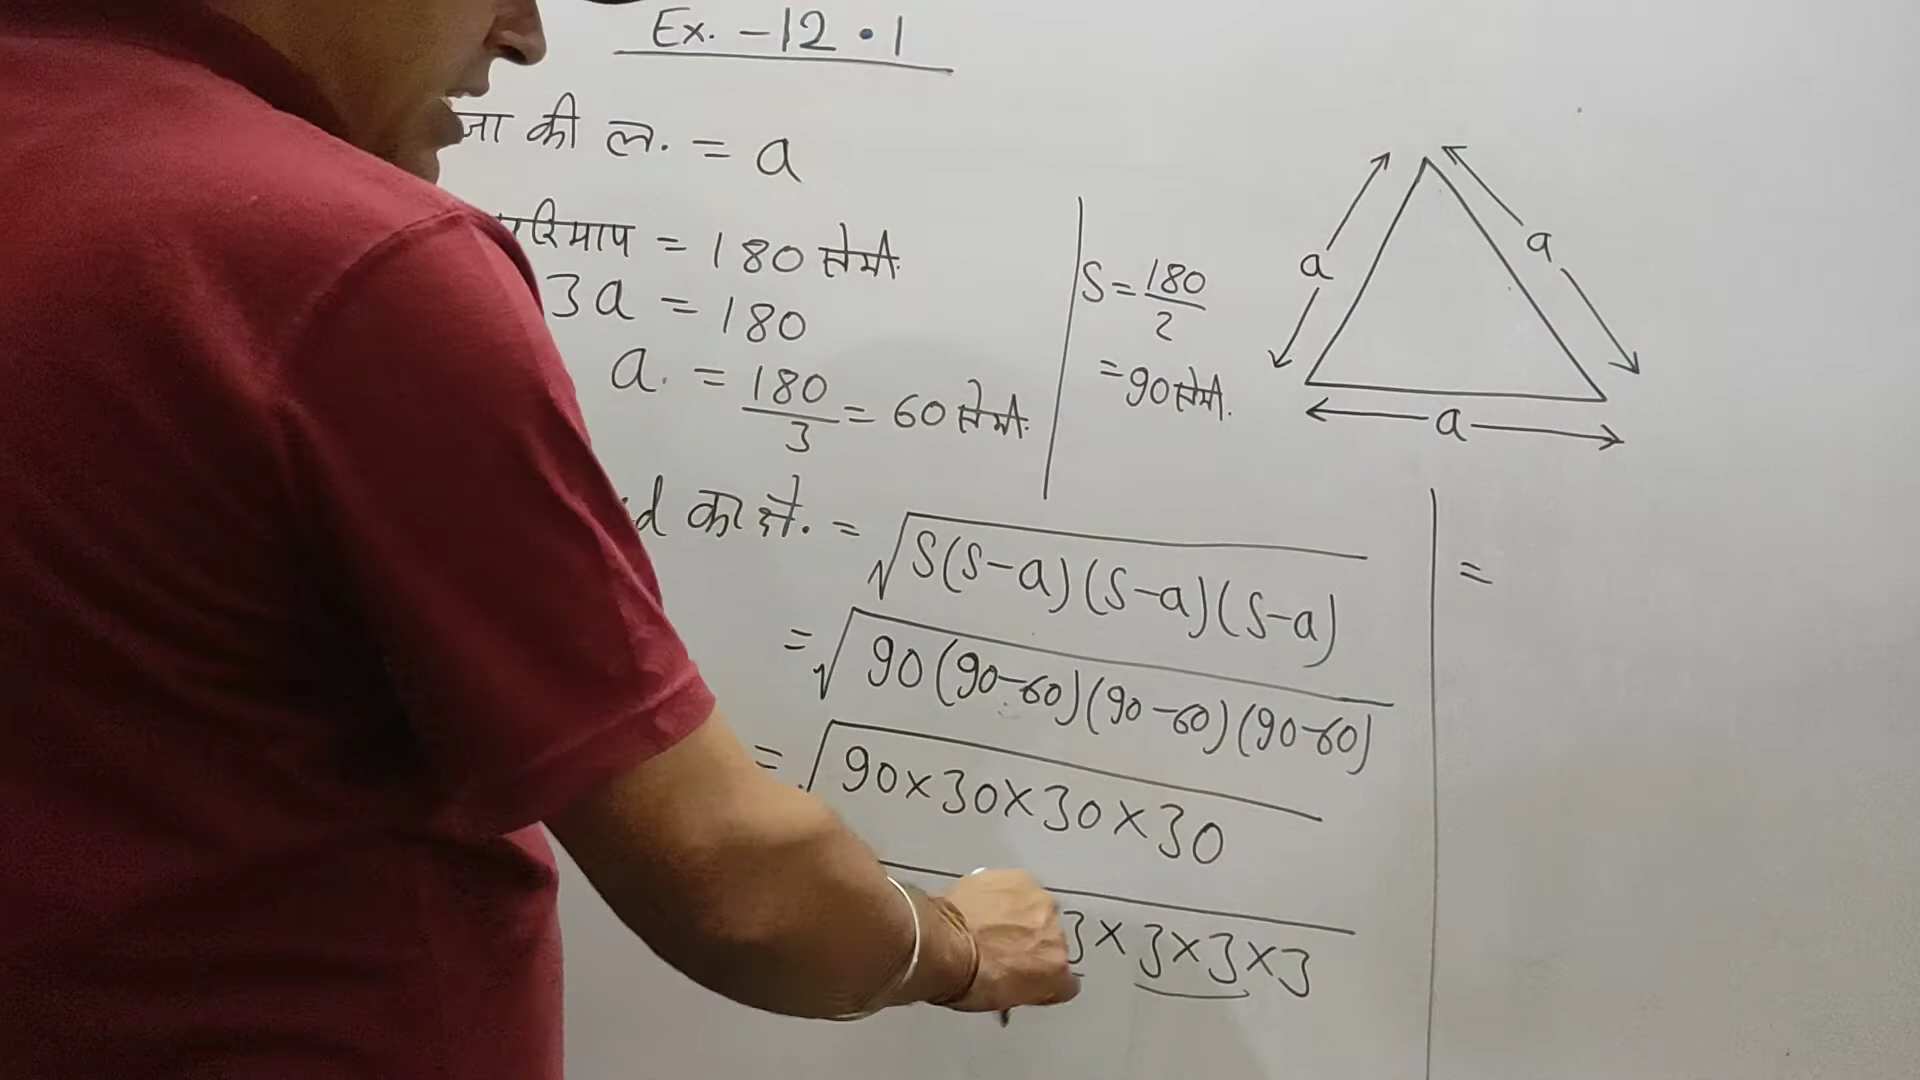 Ex. - 12.1
की ल. = a
परिमाप = 180 सेमी.
3a = 180
a. = 180/3 = 60 सेमी.
S = 180/2
= 90 सेमी.
a
a
a
का क्षे. = √S(S-a)(S-a)(S-a)
= √90(90-60)(90-60)(90-60)
= √90×30×30×30
3×3×3×3
=